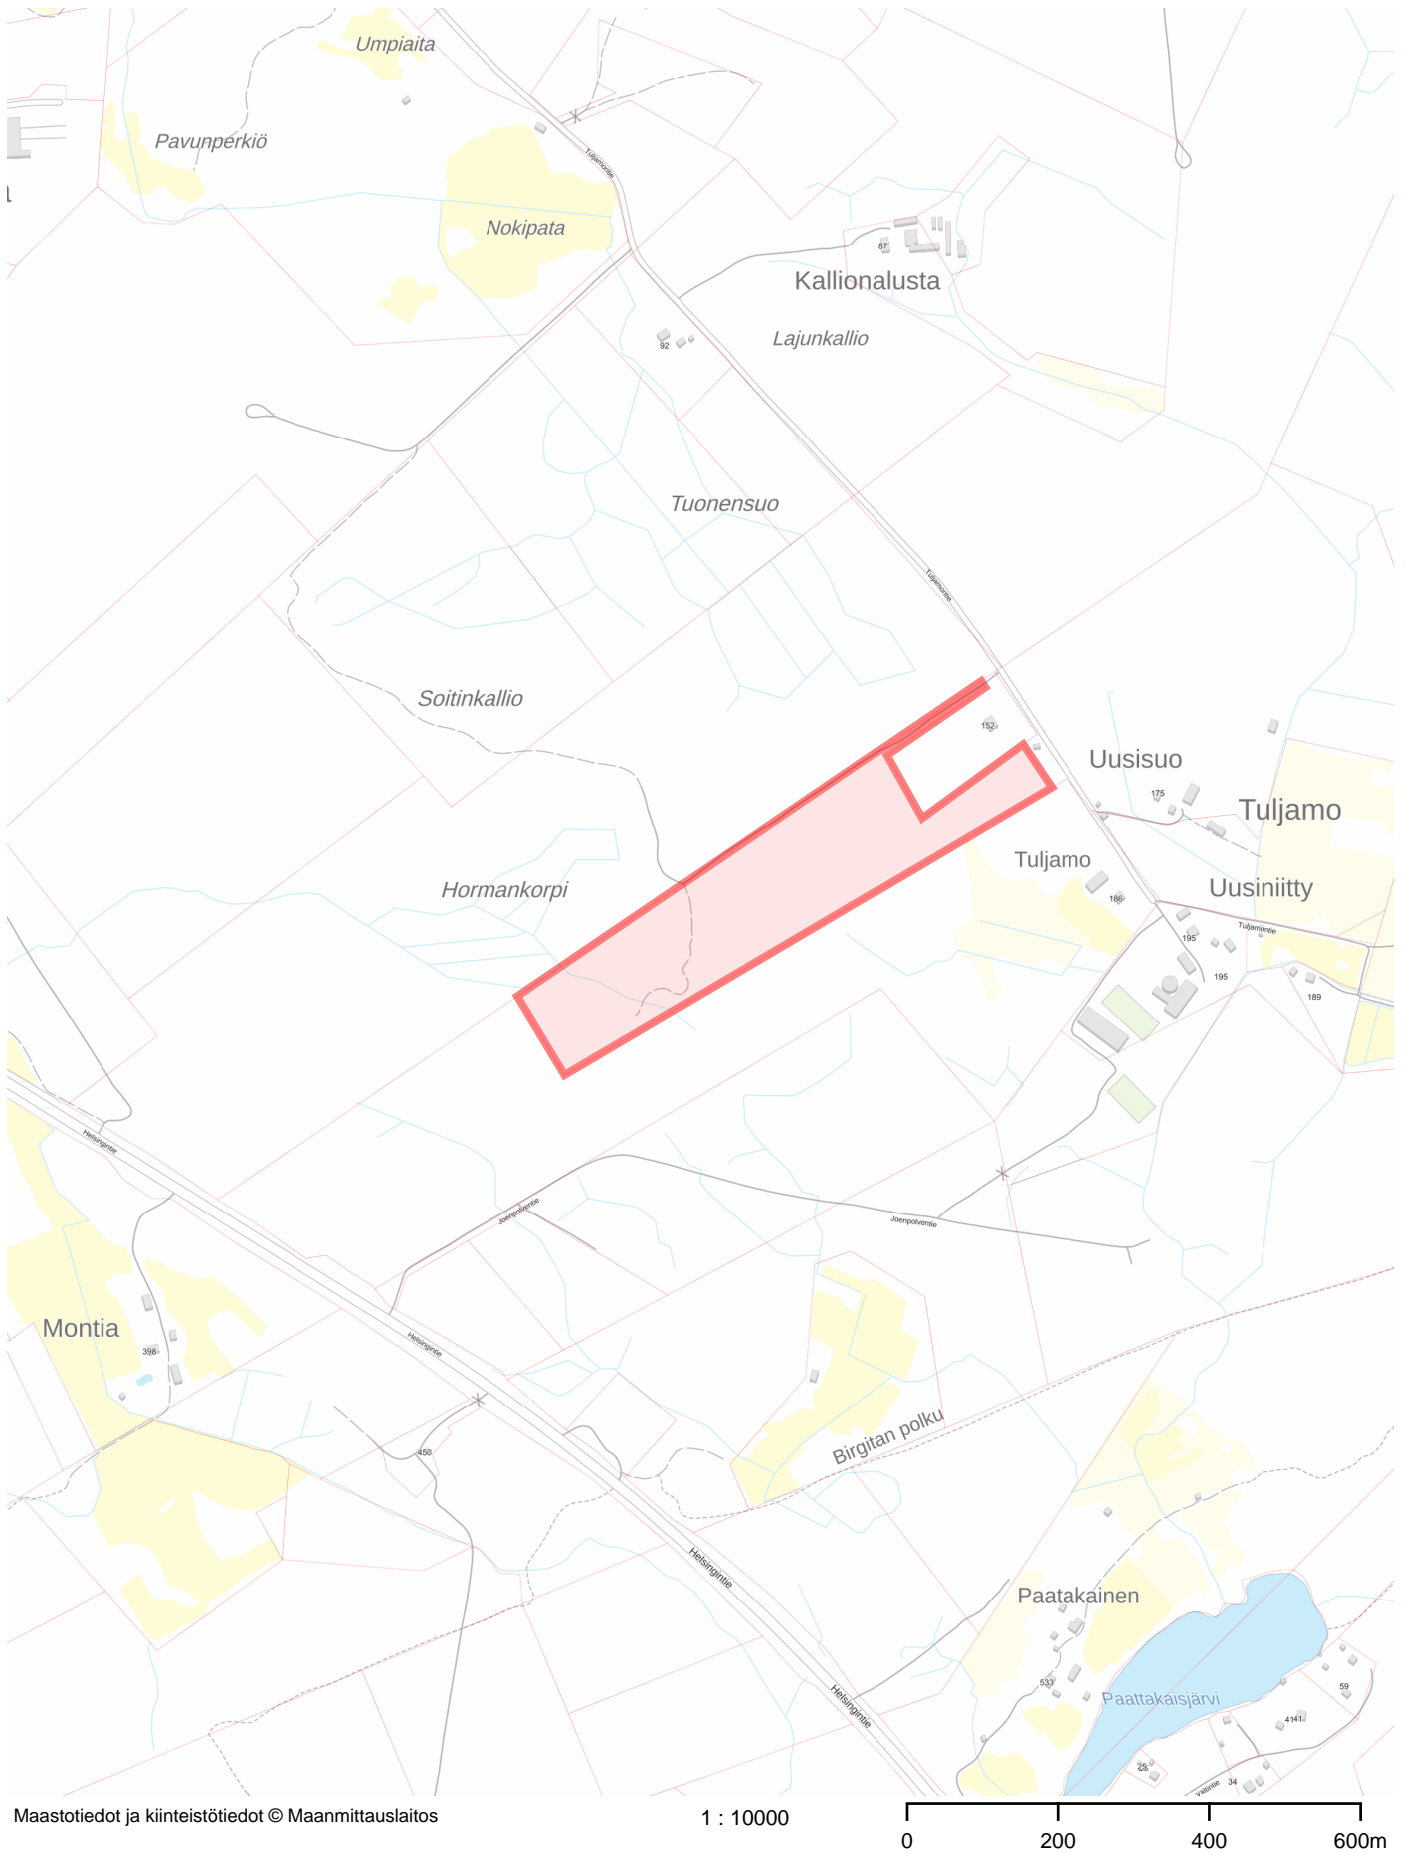 Umpiaita
Pavunperkiö
Tuljamontie
Nokipata
87
Kallionalusta
92
Lajunkallio
Tuonensuo
Tuljamontie
Soitinkallio
152
Uusisuo
175
Tuljamo
Tuljamo
Hormankorpi
186
Uusiniitty
195
Tuljamontie
195
189
Helsingintie
Joenpolventie
Joenpolventie
Montia
398
Helsingintie
450
Birgitan polku
Helsingintie
Paatakainen
533
Helsingintie
Paattakaisjärvi
59
4141
25
34
Valtintie
Maastotiedot ja kiinteistötiedot © Maanmittauslaitos
1 : 10000
0 200 400 600m